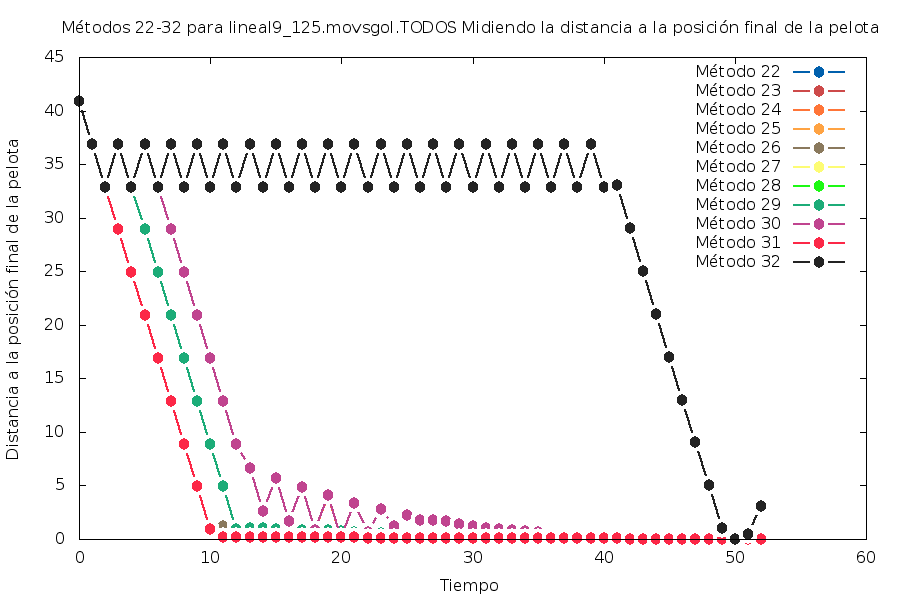 Métodos 22-32 para lineal9_125.movsgol.TODOS Midiendo la distancia a la posición final de la pelota
45
40
35
30
25
20
15
10
5
0
Distancia a la posición final de la pelota
Método 22
Método 23
Método 24
Método 25
Método 26
Método 27
Método 28
Método 29
Método 30
Método 31
Método 32
0
10
20
30
40
50
60
Tiempo